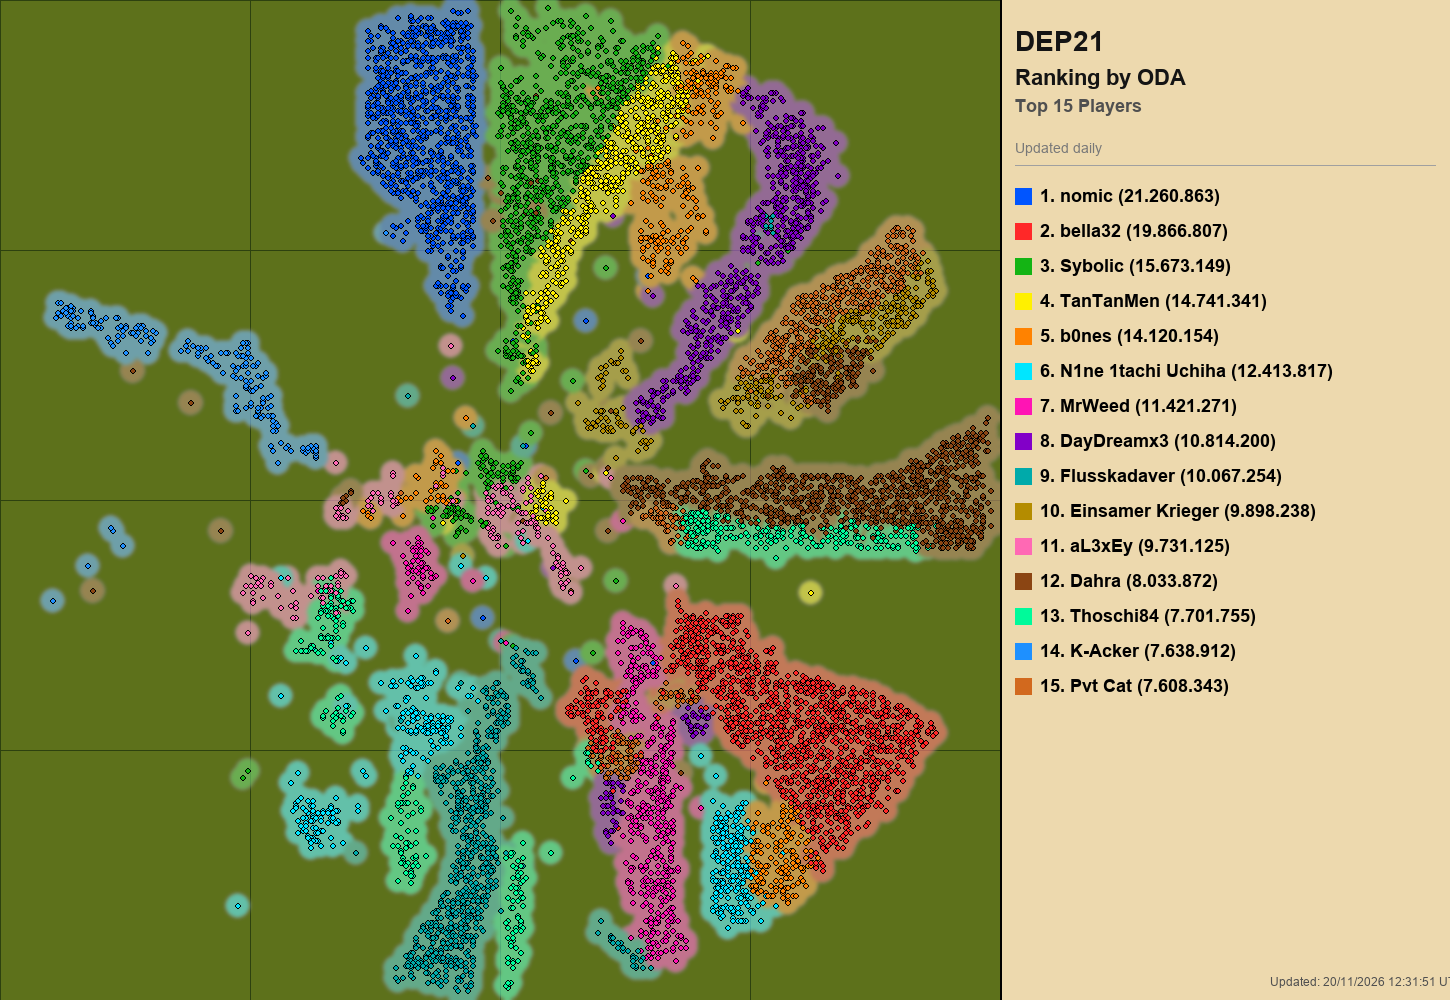 DEP21
Ranking by ODA
Top 15 Players
Updated daily
1. nomic (21.260.863)
2. bella32 (19.866.807)
3. Sybolic (15.673.149)
4. TanTanMen (14.741.341)
5. b0nes (14.120.154)
6. N1ne 1tachi Uchiha (12.413.817)
7. MrWeed (11.421.271)
8. DayDreamx3 (10.814.200)
9. Flusskadaver (10.067.254)
10. Einsamer Krieger (9.898.238)
11. aL3xEy (9.731.125)
12. Dahra (8.033.872)
13. Thoschi84 (7.701.755)
14. K-Acker (7.638.912)
15. Pvt Cat (7.608.343)
Updated: 20/11/2026 12:31:51 U